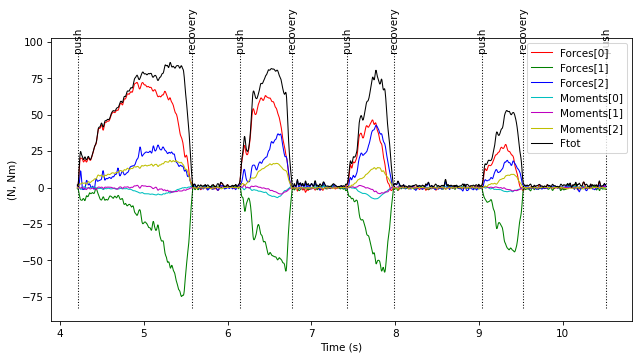 push
recovery
push
recovery
push
recovery
push
recovery
push
100
75
50
25
0
−25
−50
−75
(N, Nm)
Forces[0]
Forces[1]
Forces[2]
Moments[0]
Moments[1]
Moments[2]
Ftot
4
5
6
7
8
9
10
Time (s)